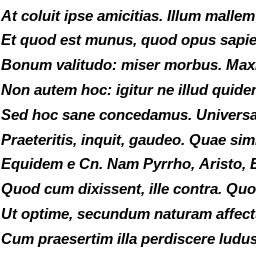 At coluit ipse amicitias. Illum mallem
Et quod est munus, quod opus sapie
Bonum valitudo: miser morbus. Max
Non autem hoc: igitur ne illud quider
Sed hoc sane concedamus. Universa
Praeteritis, inquit, gaudeo. Quae sim
Equidem e Cn. Nam Pyrrho, Aristo, E
Quod cum dixissent, ille contra. Quo
Ut optime, secundum naturam affect
Cum praesertim illa perdiscere ludus